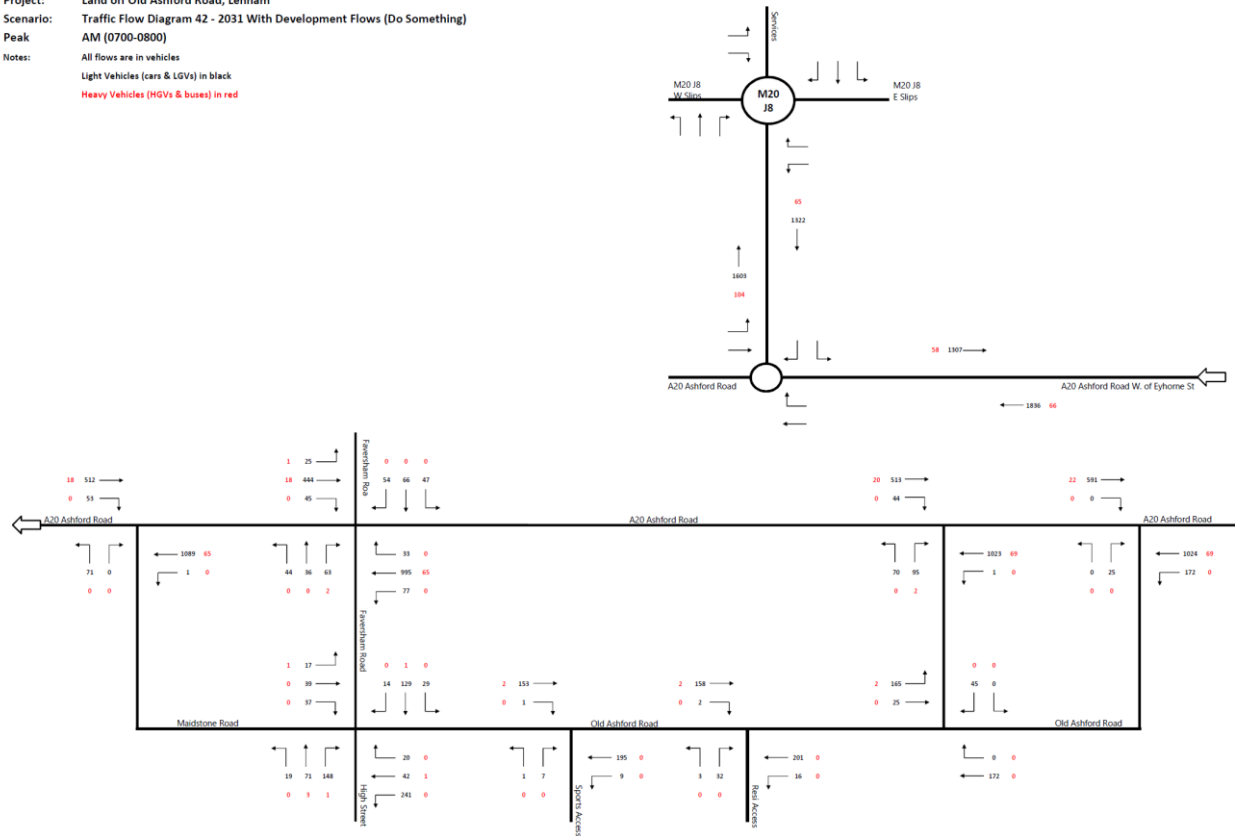 Project: Land off Old Ashford Road, Lenham
Scenario: Traffic Flow Diagram 42 - 2031 With Development Flows (Do Something)
Peak AM (0700-0800)
Notes: All flows are in vehicles
Light Vehicles (cars & LGVs) in black
Heavy Vehicles (HGVs & buses) in red
Services
M20 J8
W Slips
M20
J8
M20 J8
E Slips
65
1322
1603
104
58 1307
A20 Ashford Road
A20 Ashford Road W. of Eyhorne St
1836 66
Faversham Roa
1 25
0 0 0
18 512
18 444
54 66 47
20 513
22 591
0 53
0 45
0 44
0 0
A20 Ashford Road
A20 Ashford Road
A20 Ashford Road
1089 65
33 0
1023 69
1024 69
71 0
1 0
44 36 63
995 65
70 95
1 0
0 25
172 0
0 0
0 0 2
77 0
0 2
0 0
Faversham Road
1 17
0 1 0
0 39
14 129 29
2 153
2 158
2 165
0 0
45 0
0 37
0 1
0 2
0 25
Maidstone Road
Old Ashford Road
Old Ashford Road
20 0
195 0
201 0
0 0
19 71 148
42 1
1 7
9 0
3 32
16 0
172 0
0 3 1
241 0
0 0
0 0
High Street
Sports Access
Resi Access